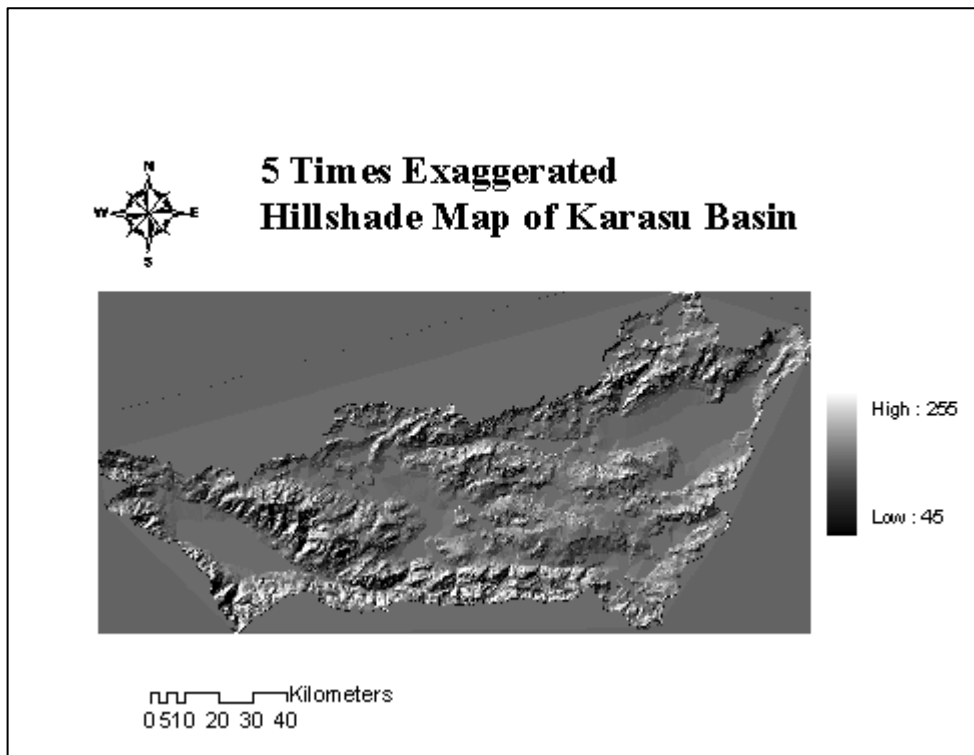 N
W E
S
5 Times Exaggerated
Hillshade Map of Karasu Basin
High : 255
Low : 45
Kilometers
0 5 10 20 30 40